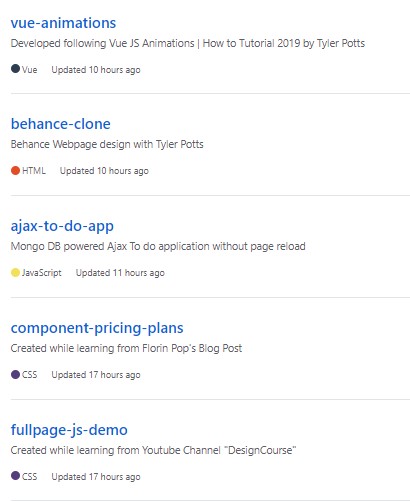 vue-animations
Developed following Vue JS Animations | How to Tutorial 2019 by Tyler Potts
Vue Updated 10 hours ago
behance-clone
Behance Webpage design with Tyler Potts
HTML Updated 10 hours ago
ajax-to-do-app
Mongo DB powered Ajax To do application without page reload
JavaScript Updated 11 hours ago
component-pricing-plans
Created while learning from Florin Pop's Blog Post
CSS Updated 17 hours ago
fullpage-js-demo
Created while learning from Youtube Channel "DesignCourse"
CSS Updated 17 hours ago